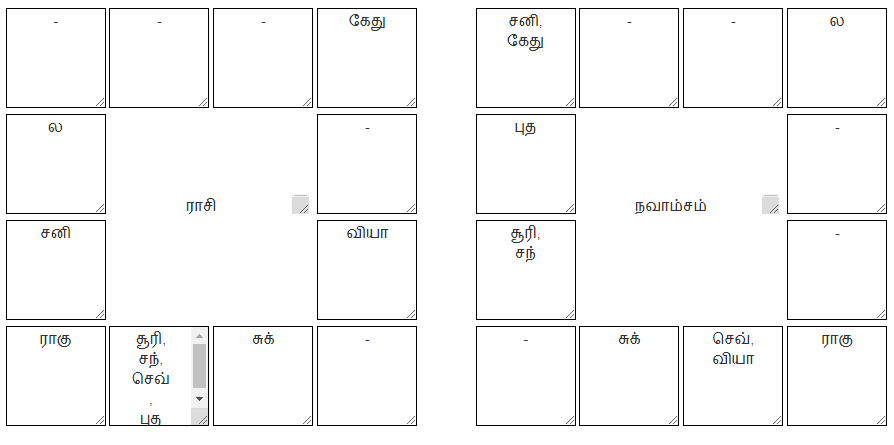 -
-
-
கேது
ல
-
ராசி
சனி
வியா
ராகு
சூரி,
சந்,
செவ்
,
புத
சுக்
-
சனி,
கேது
-
-
ல
புத
-
நவாம்சம்
சூரி,
சந்
-
-
சுக்
செவ்,
வியா
ராகு